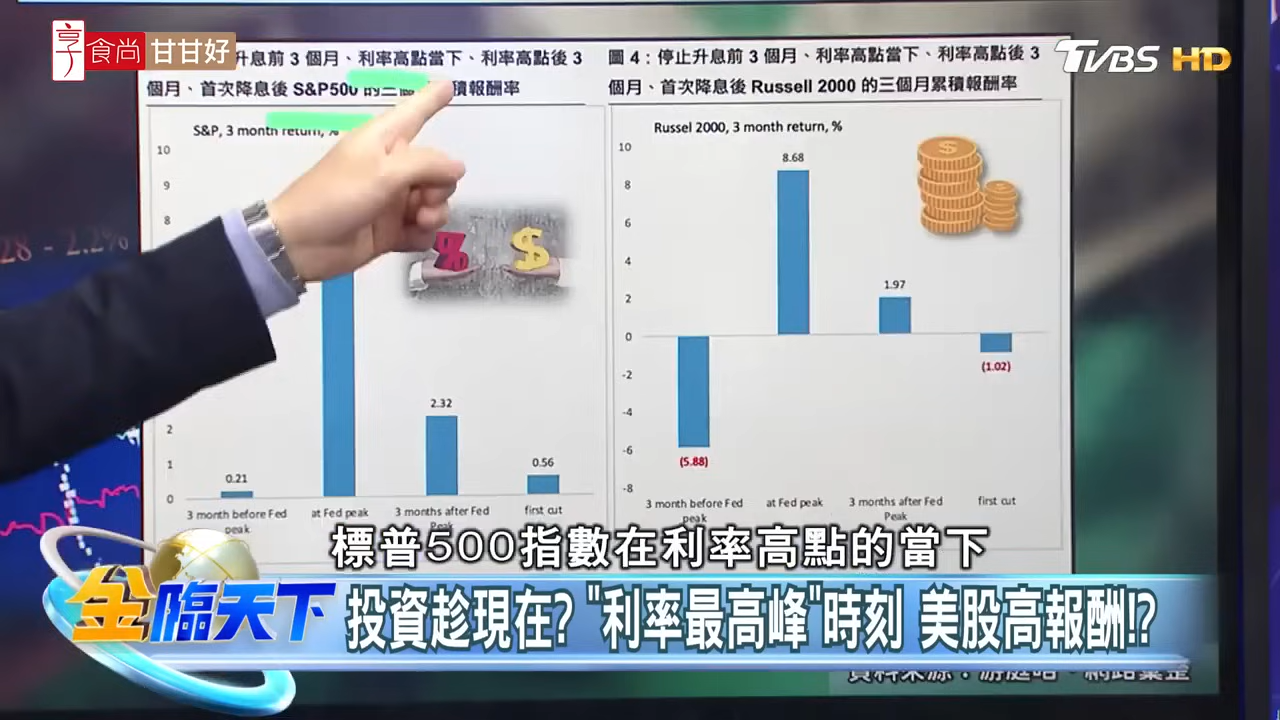 享食尚 甘甘好
TVBS HD
升息前 3 個月、利率高點當下、利率高點後 3
個月、首次降息後 S&P500 的三個 積報酬率
S&P, 3 month return, %
10
9
8
2
1
0
0.21
2.32
0.56
3 month before Fed peak
at Fed peak
3 months after Fed Peak
first cut
圖 4：停止升息前 3 個月、利率高點當下、利率高點後 3
個月、首次降息後 Russell 2000 的三個月累積報酬率
Russel 2000, 3 month return, %
10
8
6
4
2
0
-2
-4
-6
-8
(5.88)
8.68
1.97
(1.02)
3 month before Fed peak
at Fed peak
3 months after Fed Peak
first cut
28 - 2.2%
%
$
標普500指數在利率高點的當下
金臨天下
投資趁現在? "利率最高峰"時刻 美股高報酬!?